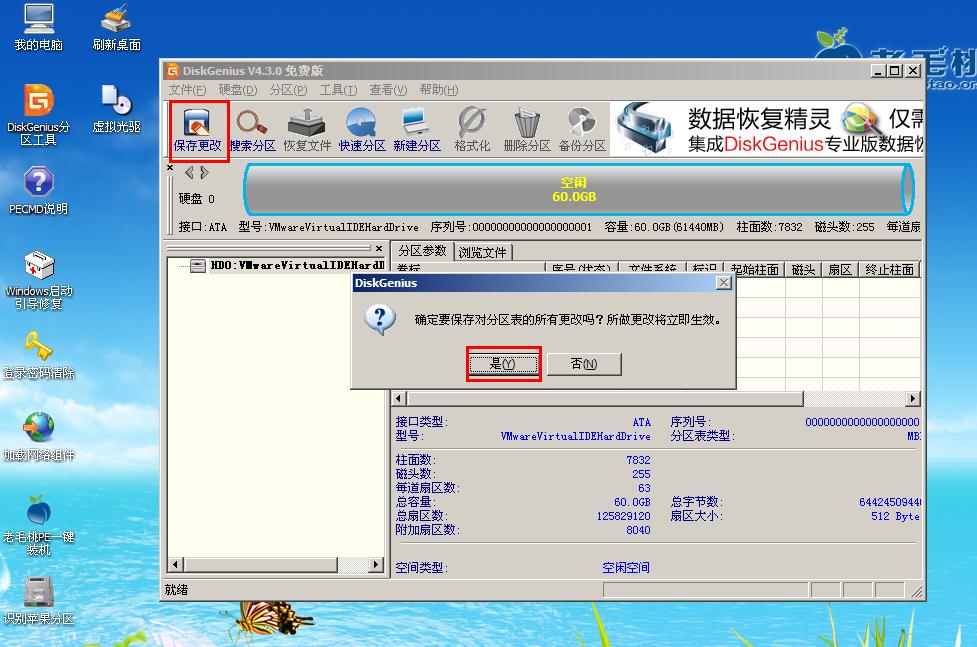 我的电脑
刷新桌面
DiskGenius分
区工具
虚拟光驱
PECMD说明
Windows启动
引导修复
登录密码清除
加载网络组件
老毛桃PE一键
装机
识别苹果分区
老毛桃
tao.or
DiskGenius V4.3.0 免费版
文件(F) 硬盘(D) 分区(P) 工具(T) 查看(V) 帮助(H)
保存更改 搜索分区 恢复文件 快速分区 新建分区 格式化 删除分区 备份分区
数据恢复精灵 仅需
集成DiskGenius专业版数据恢
硬盘 0
空闲
60.0GB
接口:ATA 型号:VMwareVirtualIDEHardDrive 序列号:00000000000000000001 容量:60.0GB(61440MB) 柱面数:7832 磁头数:255 每道扇
HD0:VMwareVirtualIDEHardD
分区参数 浏览文件
卷标 序号(状态) 文件系统 标识 起始柱面 磁头 扇区 终止柱面
DiskGenius
确定要保存对分区表的所有更改吗？所做更改将立即生效。
是(Y) 否(N)
接口类型: ATA 序列号: 0000000000000000000
型号: VMwareVirtualIDEHardDrive 分区表类型: MB
柱面数: 7832
磁头数: 255
每道扇区数: 63
总容量: 60.0GB 总字节数: 6442450944
总扇区数: 125829120 扇区大小: 512 Byte
附加扇区数: 8040
空间类型: 空闲空间
就绪